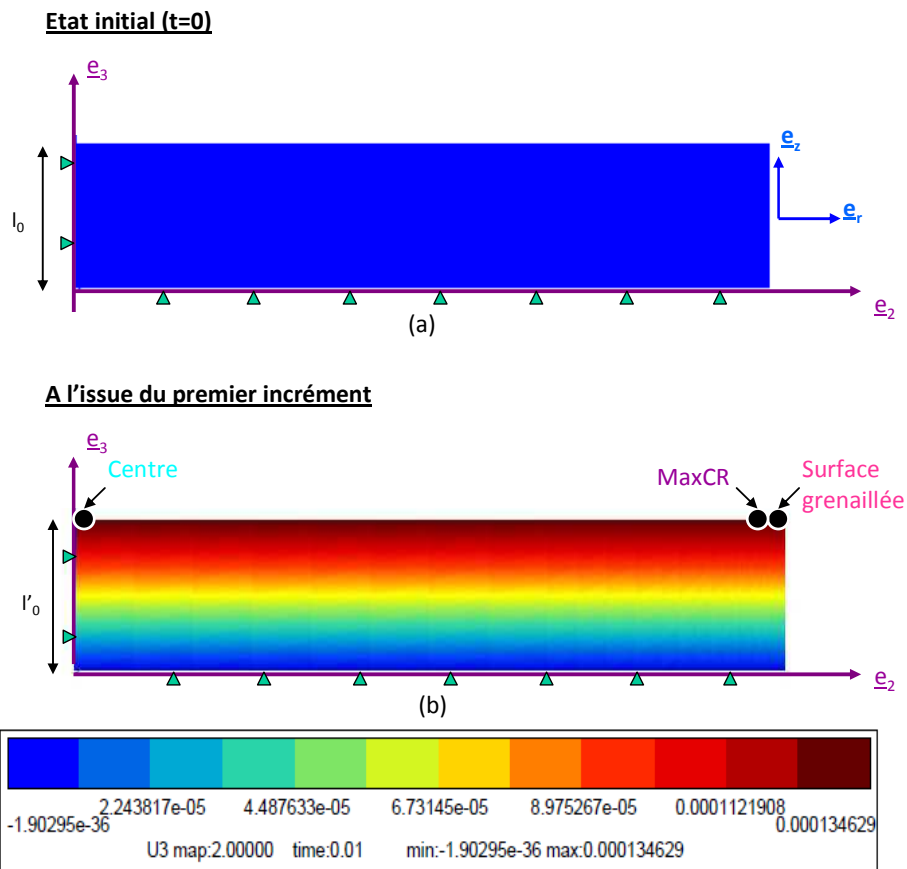 Etat initial (t=0)
e3
ez
l0
er
e2
(a)
A l'issue du premier incrément
e3
Centre
MaxCR
Surface
grenaillée
l'0
e2
(b)
2.243817e-05 4.487633e-05 6.73145e-05 8.975267e-05 0.0001121908
-1.90295e-36 0.000134629
U3 map:2.00000 time:0.01 min:-1.90295e-36 max:0.000134629